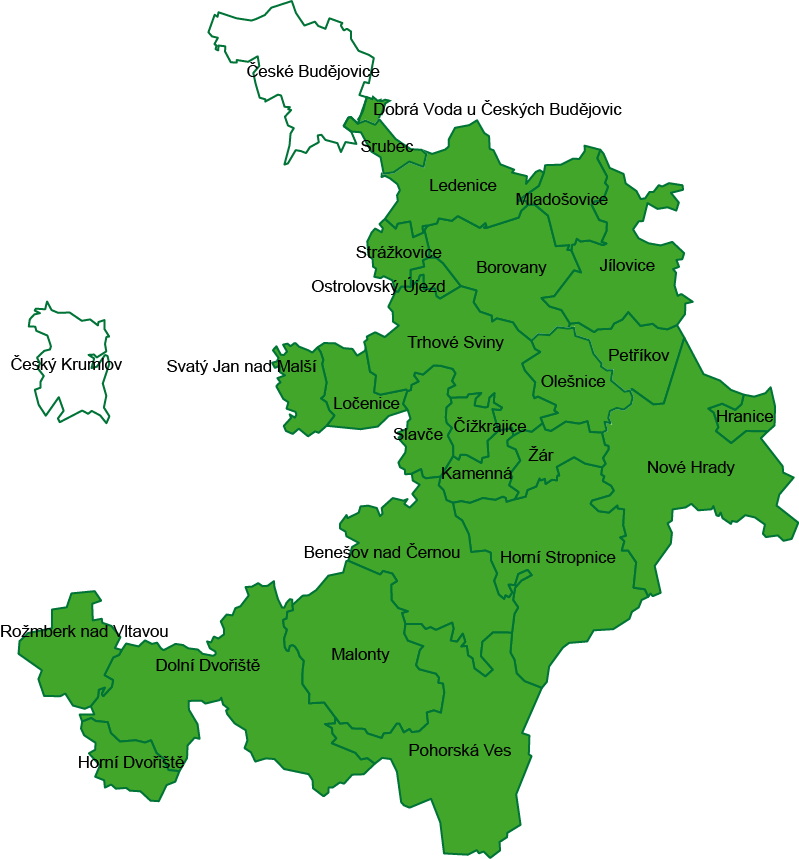 České Budějovice
Dobrá Voda u Českých Budějovic
Srubec
Ledenice
Mladošovice
Strážkovice
Borovany
Jílovice
Ostrolovský Újezd
Trhové Sviny
Petříkov
Český Krumlov
Svatý Jan nad Malší
Olešnice
Ločenice
Hranice
Slavče
Čížkrajice
Žár
Kamenná
Nové Hrady
Benešov nad Černou
Horní Stropnice
Rožmberk nad Vltavou
Malonty
Dolní Dvořiště
Pohorská Ves
Horní Dvořiště